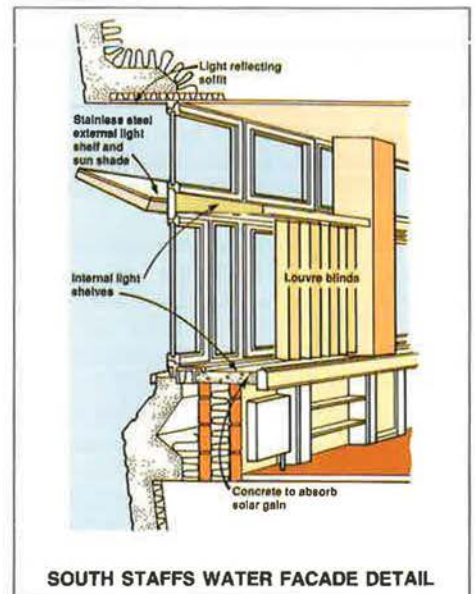 Light reflecting
soffit
Stainless steel
external light
shelf and
sun shade
Internal light
shelves
Louvre blinds
Concrete to absorb
solar gain
SOUTH STAFFS WATER FACADE DETAIL